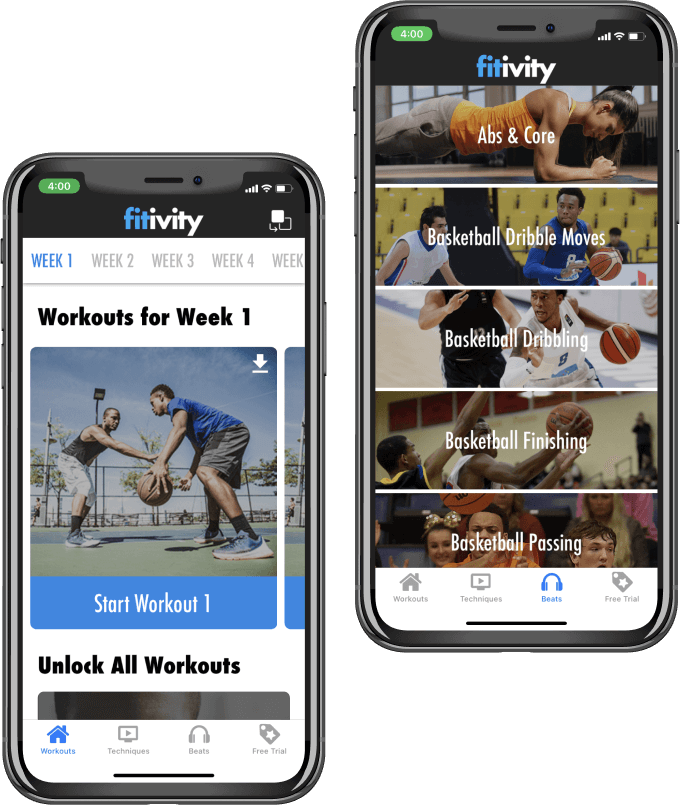 4:00
fitivity
WEEK 1 WEEK 2 WEEK 3 WEEK 4 WEEK
Workouts for Week 1
Start Workout 1
Unlock All Workouts
Workouts Techniques Beats Free Trial
4:00
fitivity
Abs & Core
Basketball Dribble Moves
Basketball Dribbling
Basketball Finishing
Basketball Passing
Workouts Techniques Beats Free Trial